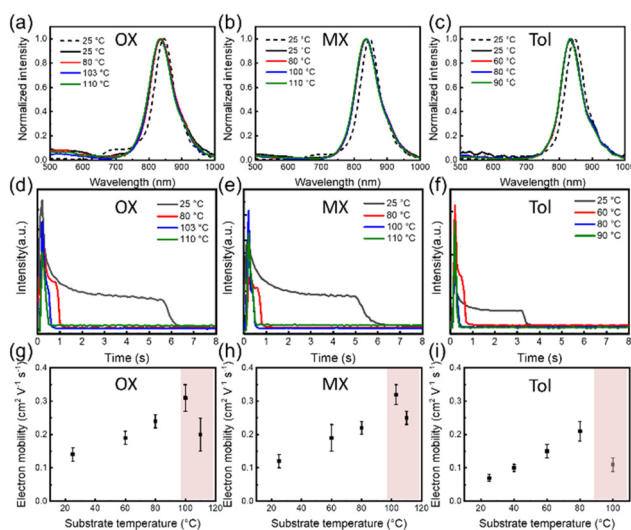 (a) OX
25 °C
25 °C
80 °C
103 °C
110 °C
Normalized intensity
1.0
0.8
0.6
0.4
0.2
0.0
500 600 700 800 900 1000
Wavelength (nm)
(b) MX
25 °C
25 °C
80 °C
100 °C
110 °C
Normalized intensity
1.0
0.8
0.6
0.4
0.2
0.0
500 600 700 800 900 1000
Wavelength (nm)
(c) Tol
25 °C
25 °C
60 °C
80 °C
90 °C
Normalized intensity
1.0
0.8
0.6
0.4
0.2
0.0
500 600 700 800 900 1000
Wavelength (nm)
(d) OX
25 °C
80 °C
103 °C
110 °C
Intensity(a.u.)
0 1 2 3 4 5 6 7 8
Time (s)
(e) MX
25 °C
80 °C
100 °C
110 °C
Intensity(a.u.)
0 1 2 3 4 5 6 7 8
Time (s)
(f) Tol
25 °C
60 °C
80 °C
90 °C
Intensity(a.u.)
0 1 2 3 4 5 6 7 8
Time (s)
(g) OX
Electron mobility (cm² V⁻¹ s⁻¹)
0.4
0.3
0.2
0.1
0.0
20 40 60 80 100 120
Substrate temperature (°C)
(h) MX
Electron mobility (cm² V⁻¹ s⁻¹)
0.4
0.3
0.2
0.1
0.0
20 40 60 80 100
Substrate temperature (°C)
(i) Tol
Electron mobility (cm² V⁻¹ s⁻¹)
0.4
0.3
0.2
0.1
0.0
20 40 60 80 100
Substrate temperature (°C)